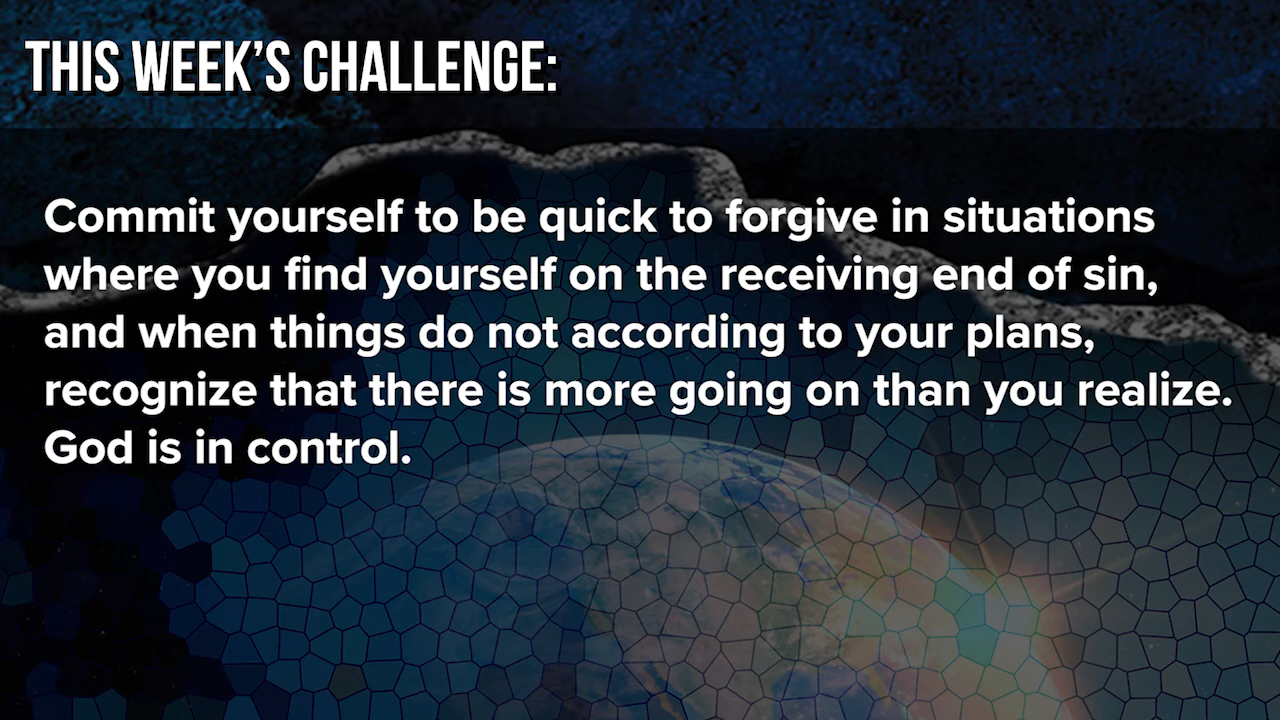 THIS WEEK’S CHALLENGE:
Commit yourself to be quick to forgive in situations
where you find yourself on the receiving end of sin,
and when things do not according to your plans,
recognize that there is more going on than you realize.
God is in control.